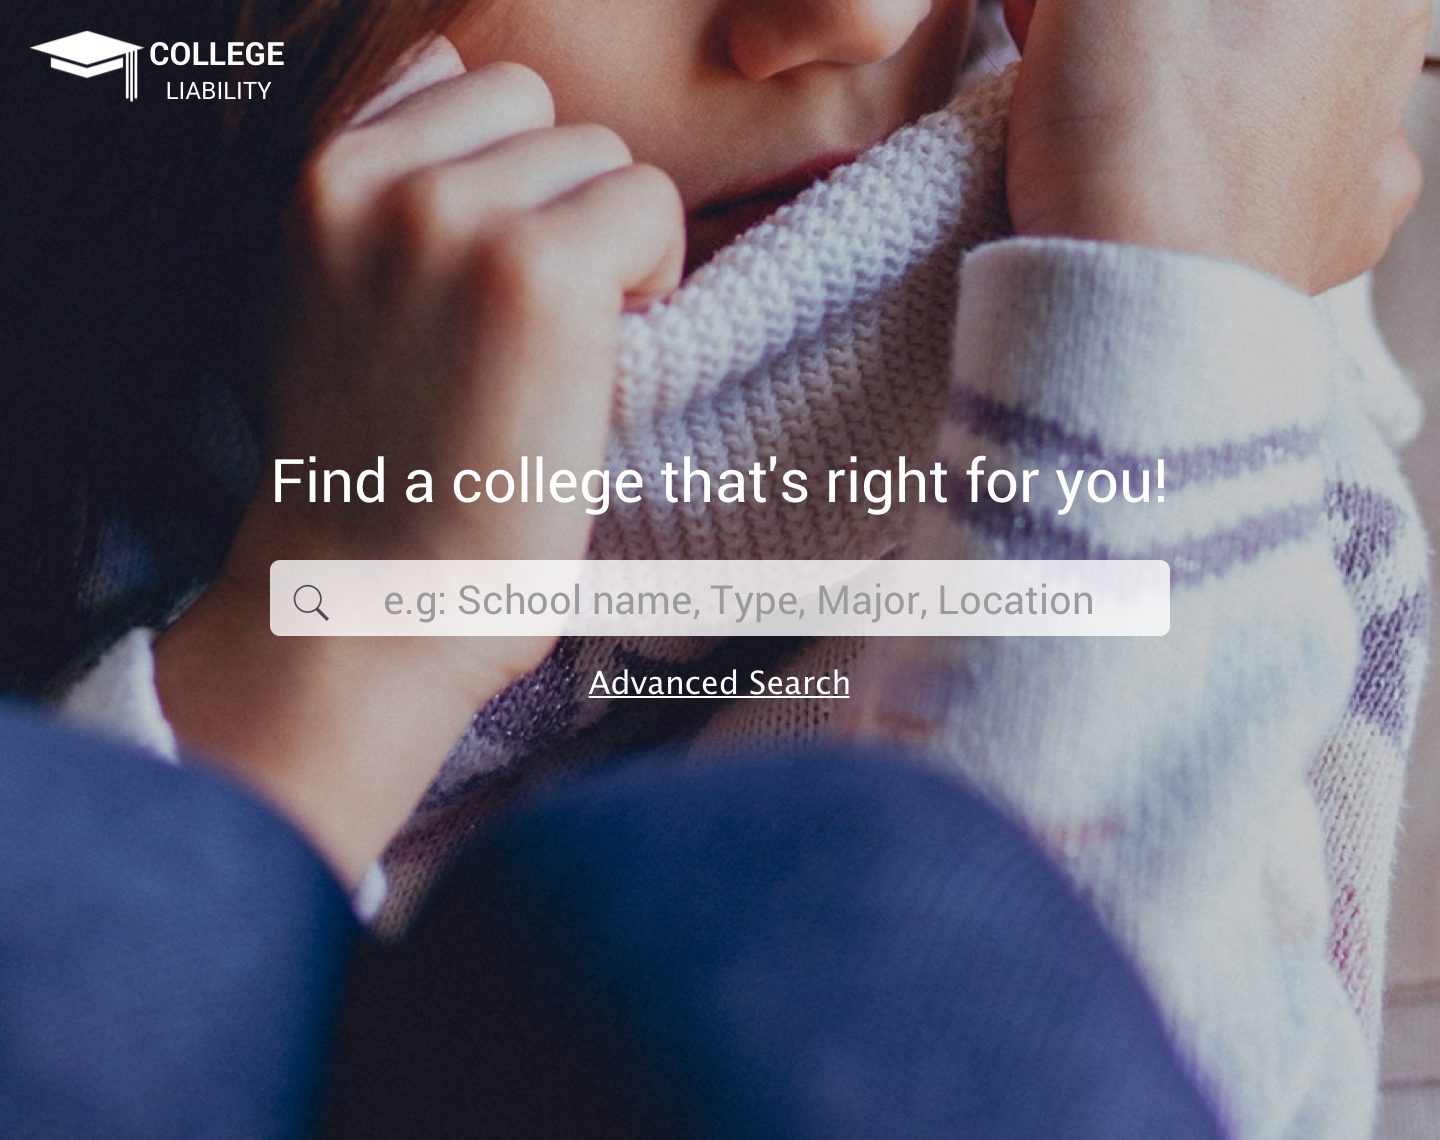 COLLEGE
LIABILITY
Find a college that's right for you!
e.g: School name, Type, Major, Location
Advanced Search